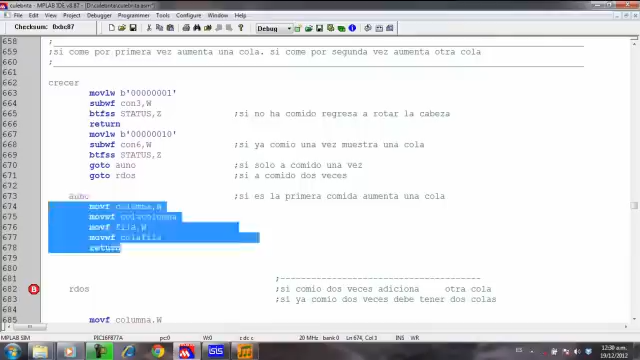 culebrita - MPLAB IDE v8.87 - [d:\culebrita\culebrita.asm*]
File Edit View Project Debugger Programmer Tools Configure Window Help
Debug
Checksum: 0xbc87
658
659 ;si come por primera vez aumenta una cola. si come por segunda vez aumenta otra cola
660
661
662 crecer
663 movlw b'00000001'
664 subwf con3,W
665 btfss STATUS,Z ;si no ha comido regresa a rotar la cabeza
666 return
667 movlw b'00000010'
668 subwf con6,W ;si ya comio una vez muestra una cola
669 btfss STATUS,Z
670 goto auno ;si solo a comido una vez
671 goto rdos ;si a comido dos veces
672
673 auno ;si es la primera comida aumenta una cola
674 movf columna,W
675 movwf colacolumna
676 movf fila,W
677 movwf colafila
678 return
679
680
681 ;--------------------------------------
682 B rdos ;si comio dos veces adiciona otra cola
683 ;si ya comio dos veces debe tener dos colas
684
685 movf columna,W
MPLAB SIM PIC16F877A pc:0 W:0 20 MHz bank 0 Ln 674, Col 3 INS WR
ISIS
ES
12:30 a.m.
19/12/2012